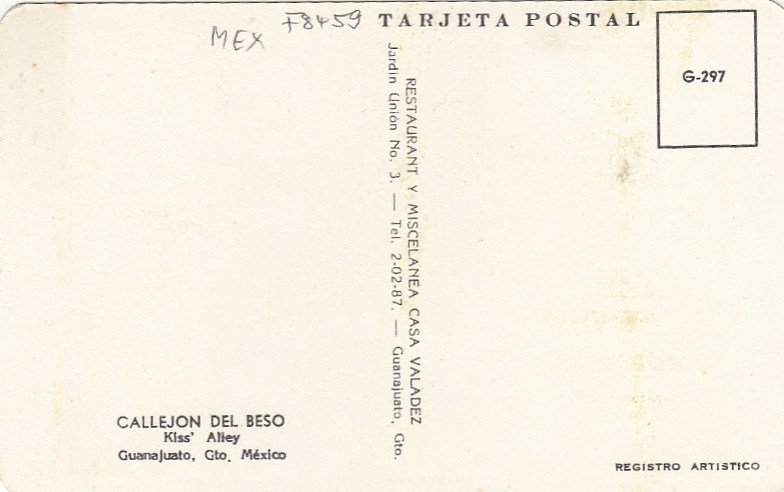 MEX F8459
TARJETA POSTAL
G-297
RESTAURANT Y MISCELANEA CASA VALADEZ
Jardín Unión No. 3. — Tel. 2-02-87. — Guanajuato, Gto.
CALLEJON DEL BESO
Kiss' Alley
Guanajuato, Gto. México
REGISTRO ARTISTICO